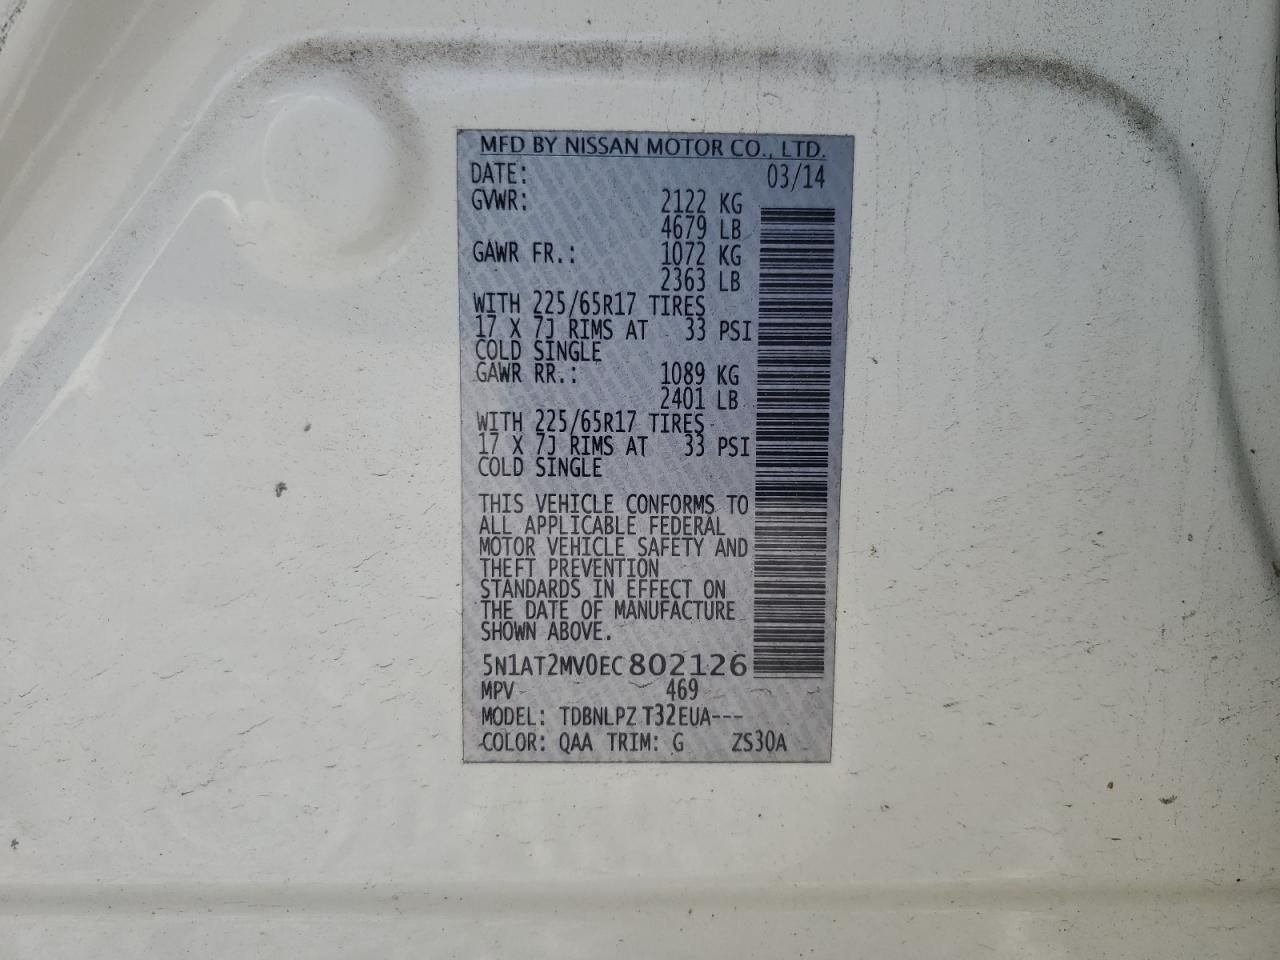 MFD BY NISSAN MOTOR CO., LTD.
DATE: 03/14
GVWR: 2122 KG
4679 LB
GAWR FR.: 1072 KG
2363 LB
WITH 225/65R17 TIRES
17 X 7J RIMS AT 33 PSI
COLD SINGLE
GAWR RR.: 1089 KG
2401 LB
WITH 225/65R17 TIRES
17 X 7J RIMS AT 33 PSI
COLD SINGLE
THIS VEHICLE CONFORMS TO
ALL APPLICABLE FEDERAL
MOTOR VEHICLE SAFETY AND
THEFT PREVENTION
STANDARDS IN EFFECT ON
THE DATE OF MANUFACTURE
SHOWN ABOVE.
5N1AT2MV0EC802126
MPV 469
MODEL: TDBNLPZ T32EUA---
COLOR: QAA TRIM: G ZS30A